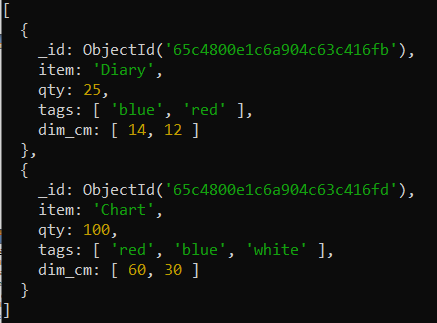 [
  {
    _id: ObjectId('65c4800e1c6a904c63c416fb'),
    item: 'Diary',
    qty: 25,
    tags: [ 'blue', 'red' ],
    dim_cm: [ 14, 12 ]
  },
  {
    _id: ObjectId('65c4800e1c6a904c63c416fd'),
    item: 'Chart',
    qty: 100,
    tags: [ 'red', 'blue', 'white' ],
    dim_cm: [ 60, 30 ]
  }
]